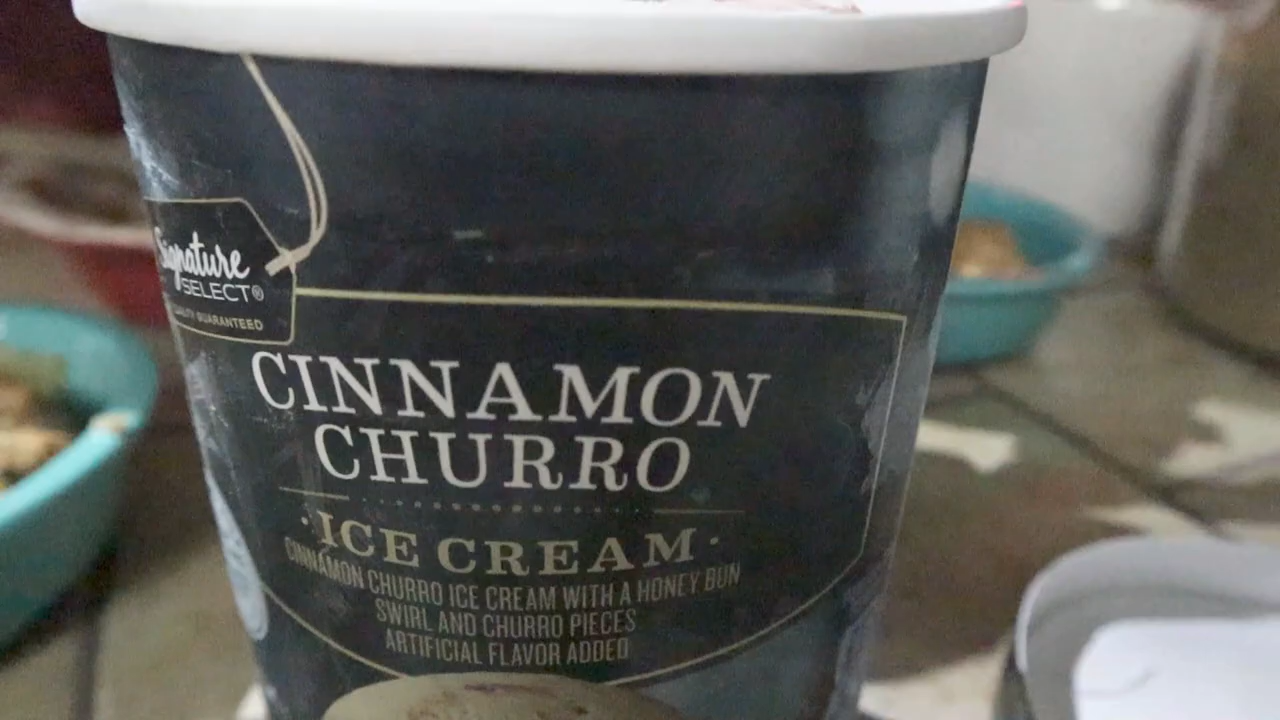 Signature
SELECT®
QUALITY GUARANTEED
CINNAMON
CHURRO
·ICE CREAM·
CINNAMON CHURRO ICE CREAM WITH A HONEY BUN
SWIRL AND CHURRO PIECES
ARTIFICIAL FLAVOR ADDED